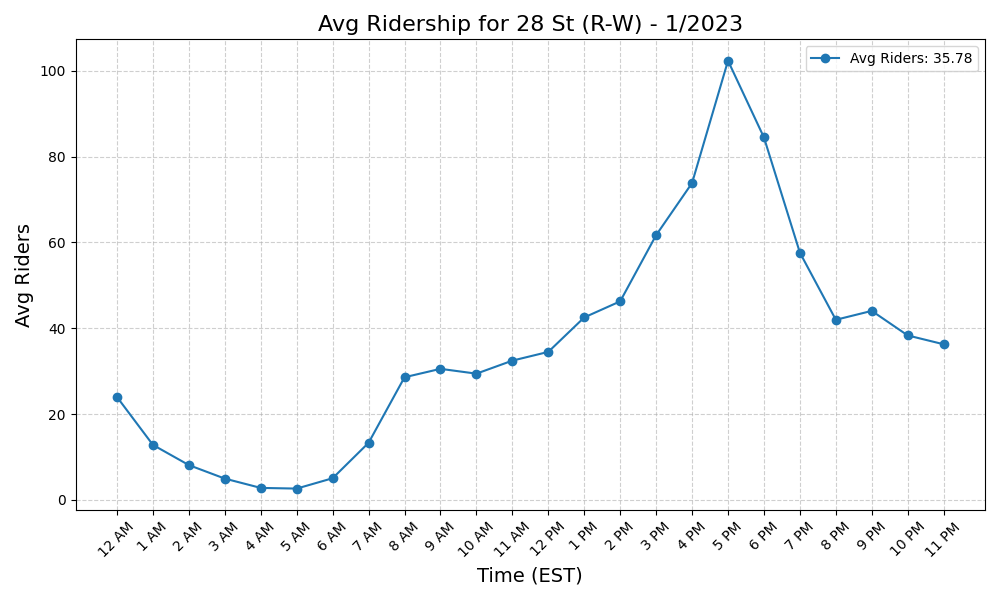 Avg Ridership for 28 St (R-W) - 1/2023
Avg Riders: 35.78
Avg Riders
100
80
60
40
20
0
12 AM
1 AM
2 AM
3 AM
4 AM
5 AM
6 AM
7 AM
8 AM
9 AM
10 AM
11 AM
12 PM
1 PM
2 PM
3 PM
4 PM
5 PM
6 PM
7 PM
8 PM
9 PM
10 PM
11 PM
Time (EST)